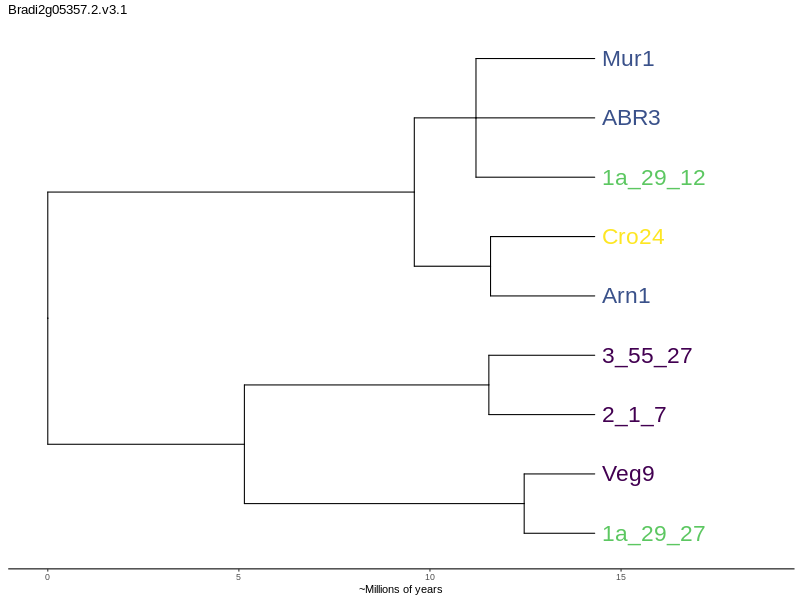 Bradi2g05357.2.v3.1
Mur1
ABR3
1a_29_12
Cro24
Arn1
3_55_27
2_1_7
Veg9
1a_29_27
0 5 10 15
~Millions of years